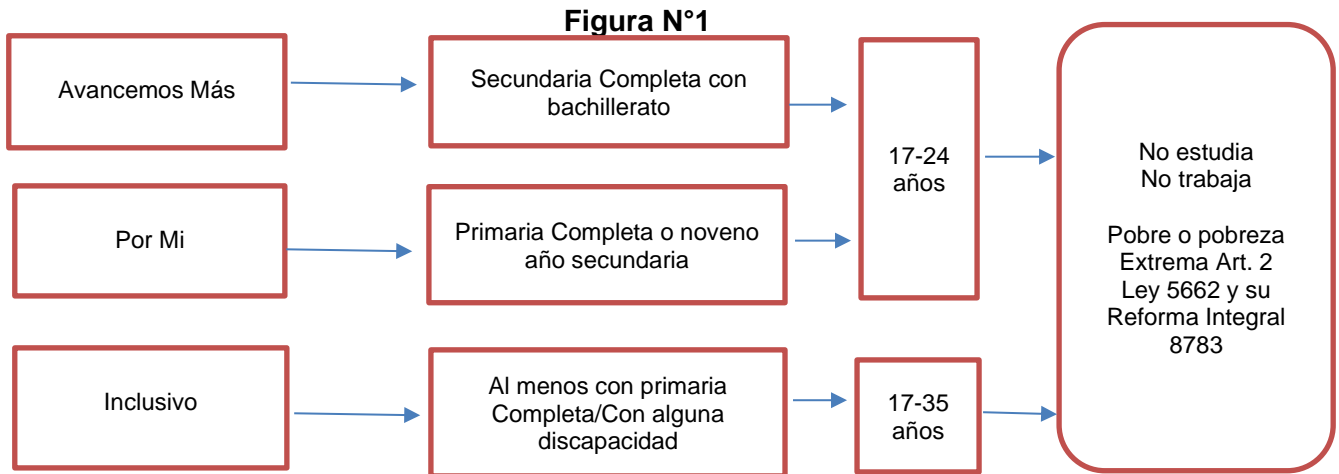 Figura N°1
Avancemos Más
Secundaria Completa con
bachillerato
Por Mi
Primaria Completa o noveno
año secundaria
17-24
años
Inclusivo
Al menos con primaria
Completa/Con alguna
discapacidad
17-35
años
No estudia
No trabaja
Pobre o pobreza
Extrema Art. 2
Ley 5662 y su
Reforma Integral
8783